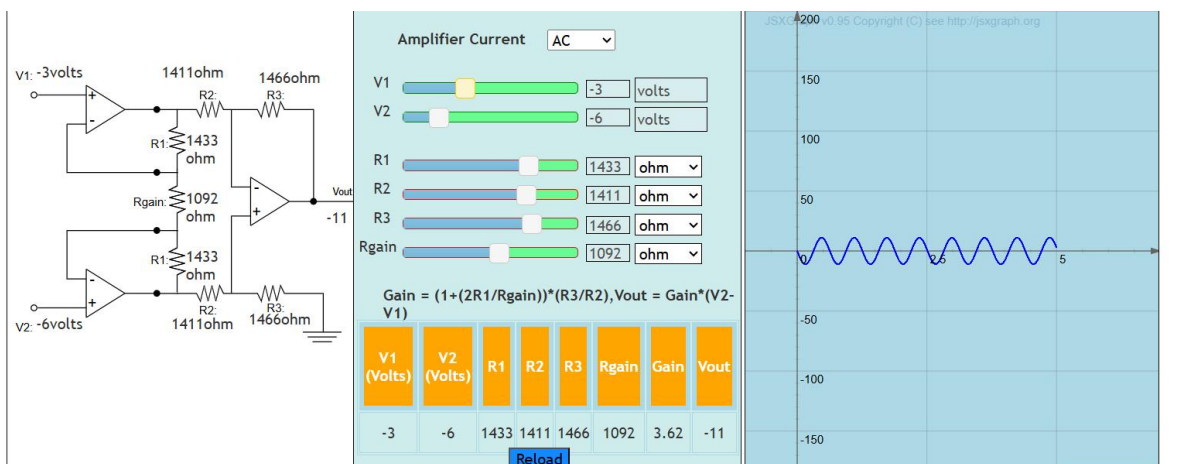 V1: -3volts
1411ohm
R2:
1466ohm
R3:
+
-
R1: 1433
ohm
Rgain: 1092
ohm
-
+
Vout
-11
R1: 1433
ohm
-
+
V2: -6volts
R2:
1411ohm
R3:
1466ohm
Amplifier Current AC
V1 -3 volts
V2 -6 volts
R1 1433 ohm
R2 1411 ohm
R3 1466 ohm
Rgain 1092 ohm
Gain = (1+(2R1/Rgain))*(R3/R2),Vout = Gain*(V2-
V1)
V1 (Volts) V2 (Volts) R1 R2 R3 Rgain Gain Vout
-3 -6 1433 1411 1466 1092 3.62 -11
Reload
JSXGraph v0.95 Copyright (C) see http://jsxgraph.org
200
150
100
50
0 2.5 5
-50
-100
-150